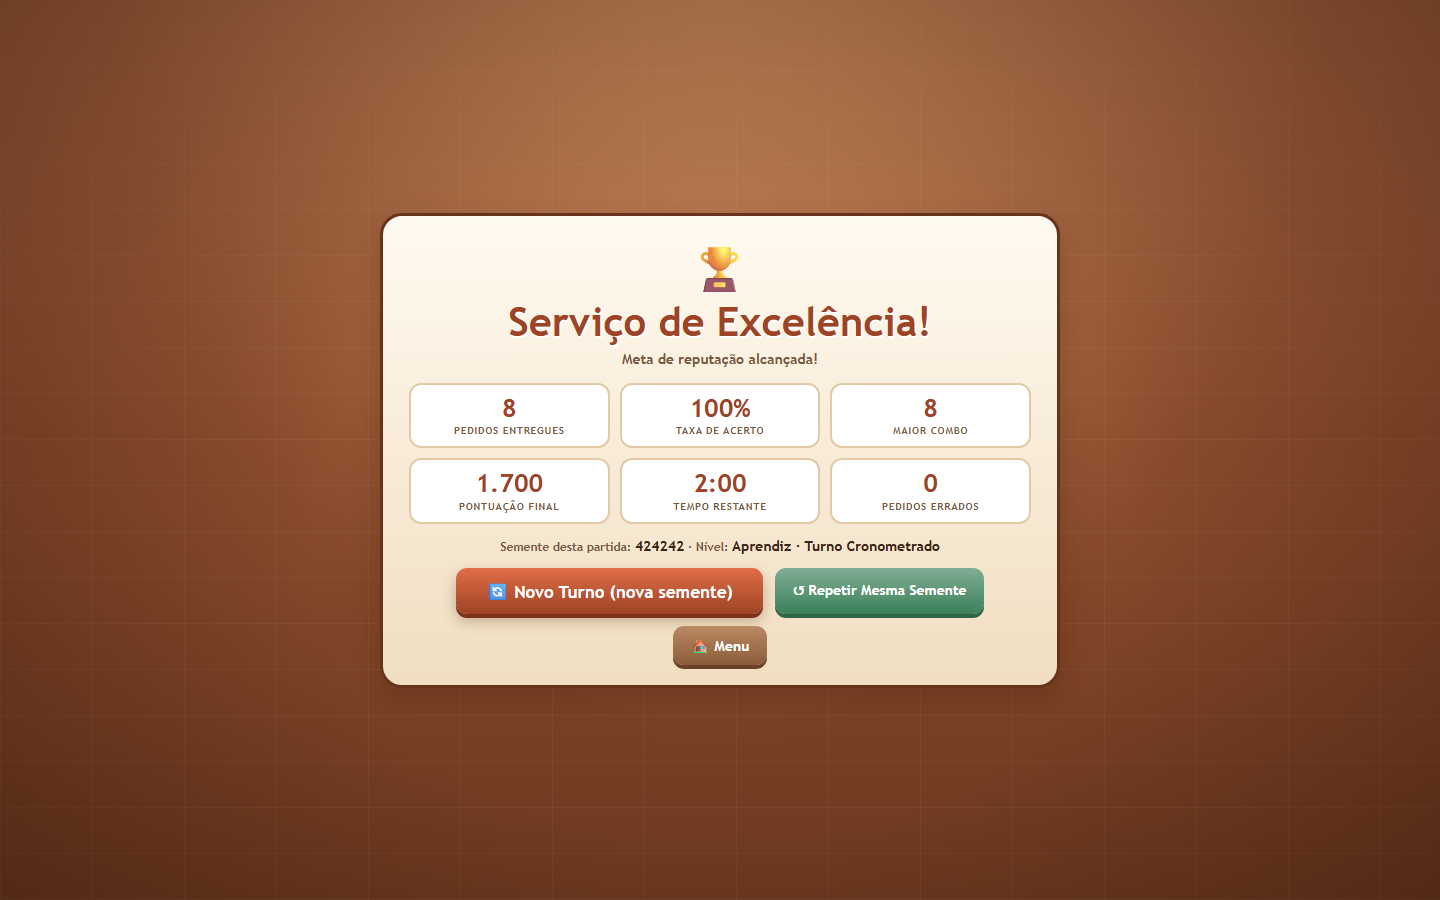 Serviço de Excelência!
Meta de reputação alcançada!
8
PEDIDOS ENTREGUES
100%
TAXA DE ACERTO
8
MAIOR COMBO
1.700
PONTUAÇÃO FINAL
2:00
TEMPO RESTANTE
0
PEDIDOS ERRADOS
Semente desta partida: 424242 · Nível: Aprendiz · Turno Cronometrado
Novo Turno (nova semente)
↺ Repetir Mesma Semente
Menu